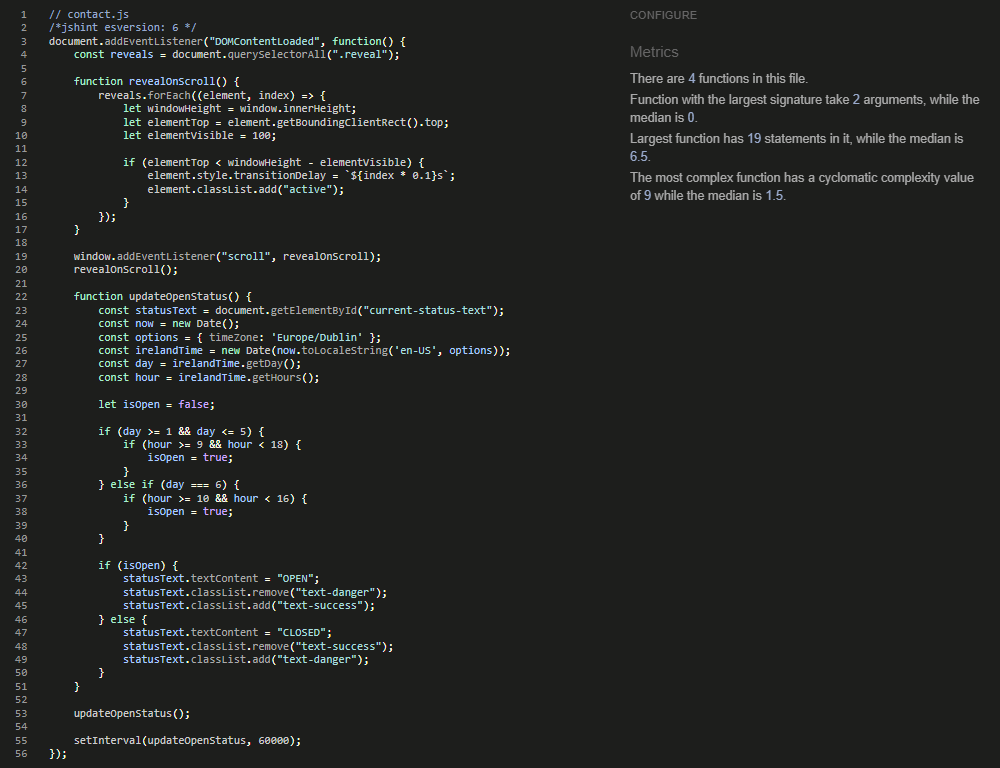 1 // contact.js
2 /*jshint esversion: 6 */
3 document.addEventListener("DOMContentLoaded", function() {
4     const reveals = document.querySelectorAll(".reveal");
5
6     function revealOnScroll() {
7         reveals.forEach((element, index) => {
8             let windowHeight = window.innerHeight;
9             let elementTop = element.getBoundingClientRect().top;
10             let elementVisible = 100;
11
12             if (elementTop < windowHeight - elementVisible) {
13                 element.style.transitionDelay = `${index * 0.1}s`;
14                 element.classList.add("active");
15             }
16         });
17     }
18
19     window.addEventListener("scroll", revealOnScroll);
20     revealOnScroll();
21
22     function updateOpenStatus() {
23         const statusText = document.getElementById("current-status-text");
24         const now = new Date();
25         const options = { timeZone: 'Europe/Dublin' };
26         const irelandTime = new Date(now.toLocaleString('en-US', options));
27         const day = irelandTime.getDay();
28         const hour = irelandTime.getHours();
29
30         let isOpen = false;
31
32         if (day >= 1 && day <= 5) {
33             if (hour >= 9 && hour < 18) {
34                 isOpen = true;
35             }
36         } else if (day === 6) {
37             if (hour >= 10 && hour < 16) {
38                 isOpen = true;
39             }
40         }
41
42         if (isOpen) {
43             statusText.textContent = "OPEN";
44             statusText.classList.remove("text-danger");
45             statusText.classList.add("text-success");
46         } else {
47             statusText.textContent = "CLOSED";
48             statusText.classList.remove("text-success");
49             statusText.classList.add("text-danger");
50         }
51     }
52
53     updateOpenStatus();
54
55     setInterval(updateOpenStatus, 60000);
56 });
CONFIGURE
Metrics
There are 4 functions in this file.
Function with the largest signature take 2 arguments, while the
median is 0.
Largest function has 19 statements in it, while the median is
6.5.
The most complex function has a cyclomatic complexity value
of 9 while the median is 1.5.